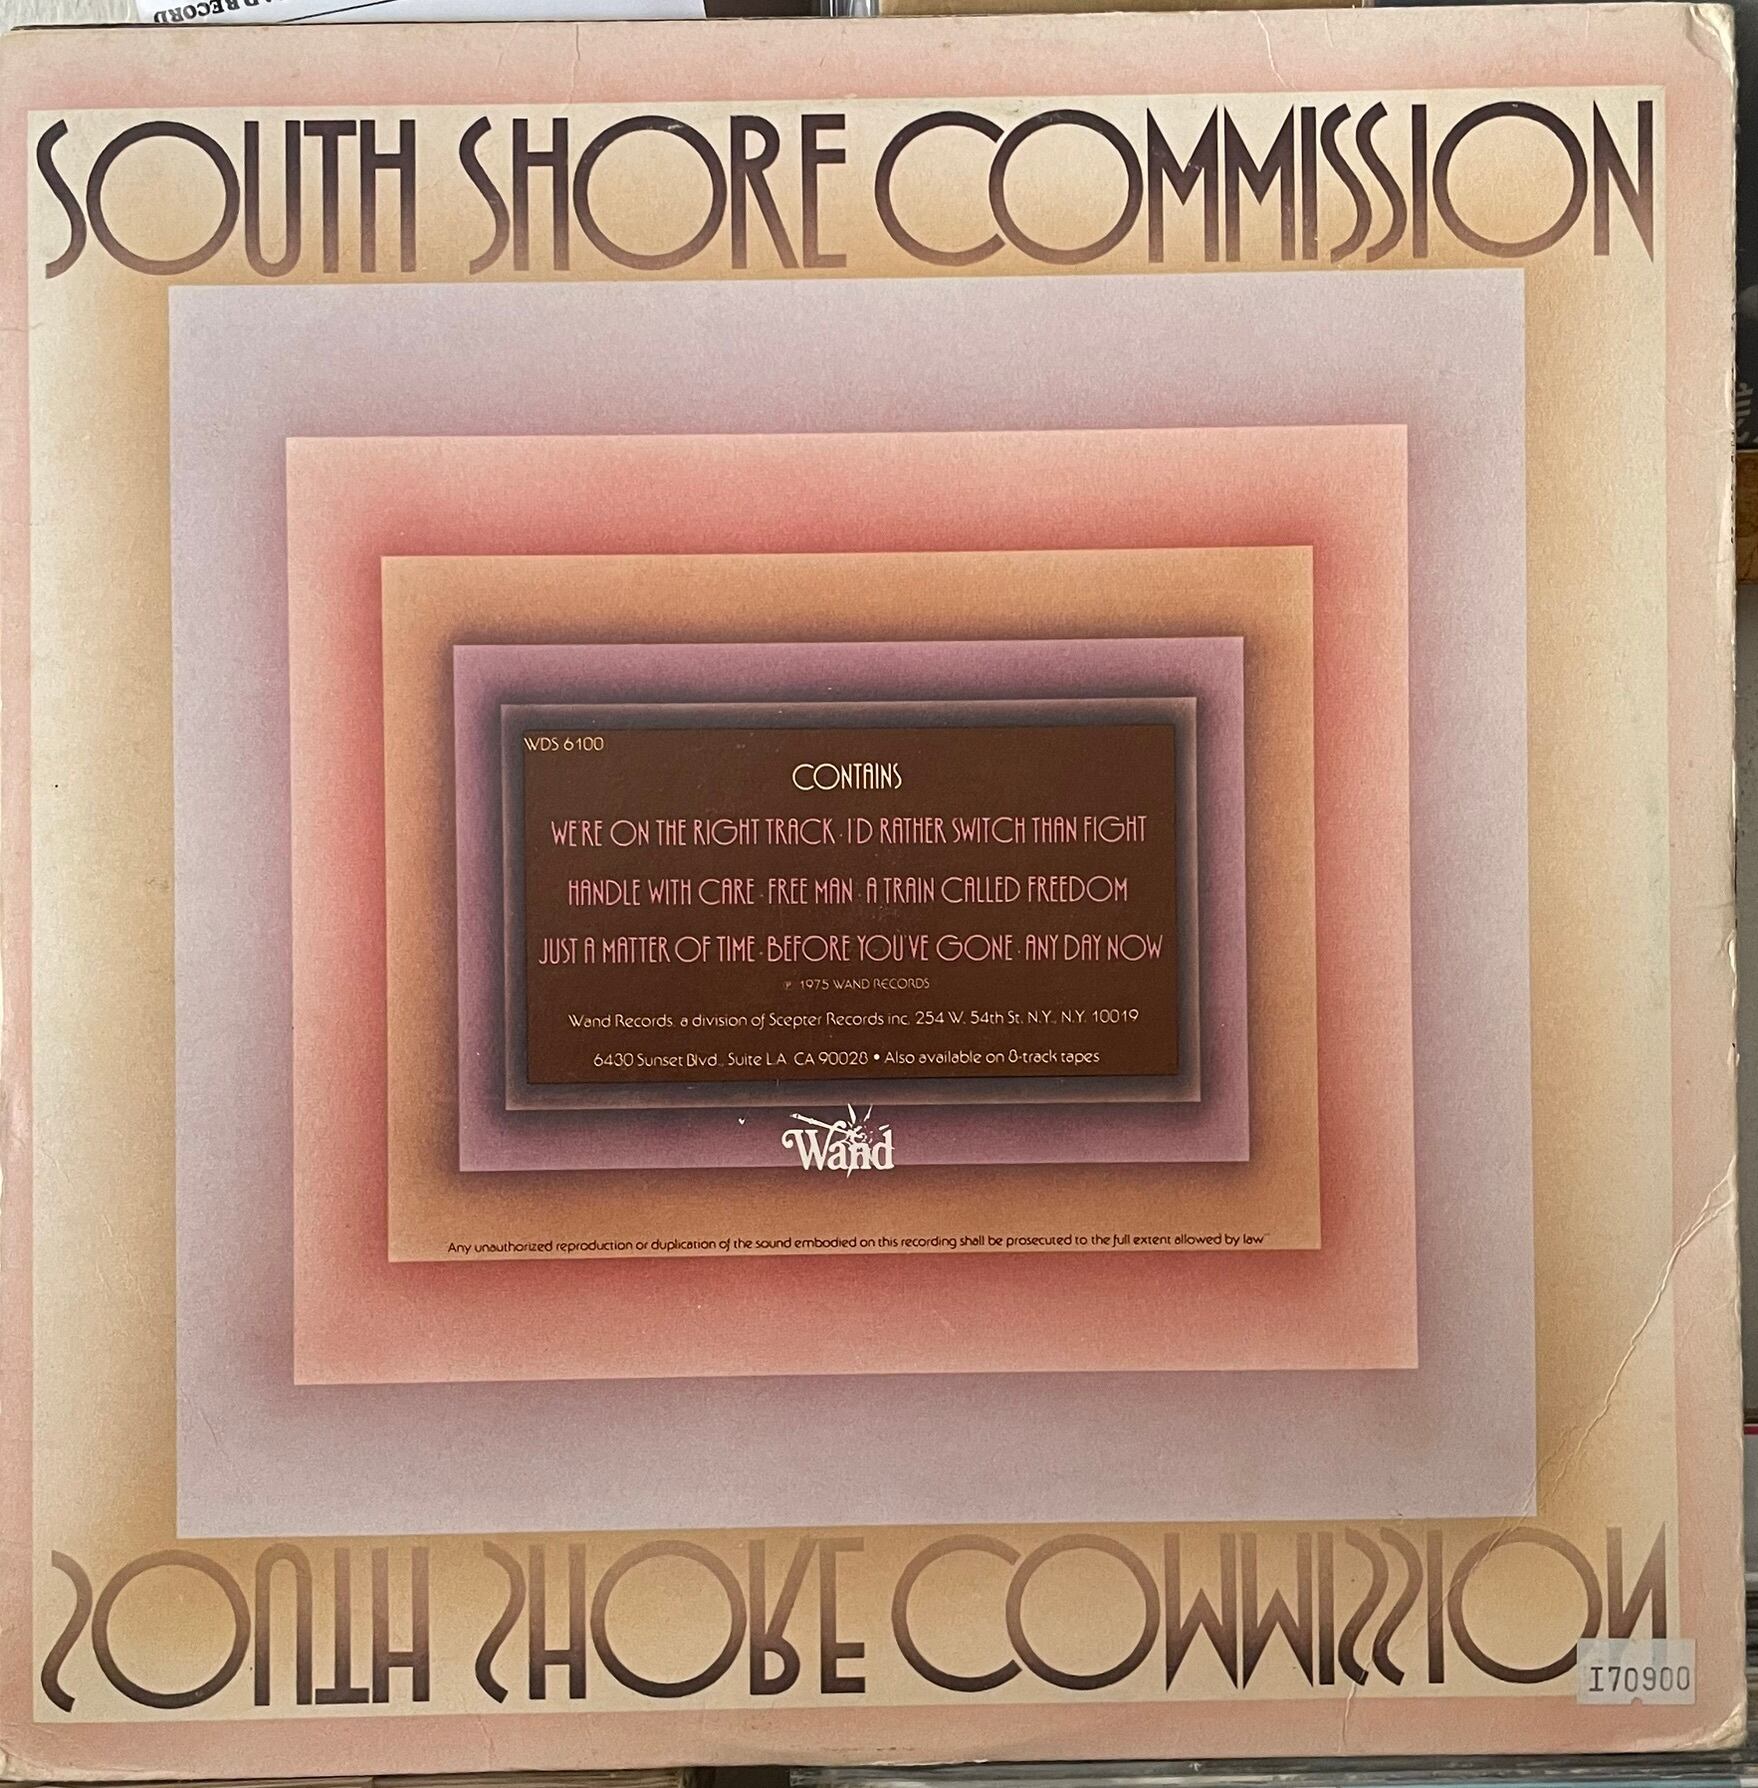 RECORD
SOUTH SHORE COMMISSION
WDS 6100
CONTAINS
WE'RE ON THE RIGHT TRACK · I'D RATHER SWITCH THAN FIGHT
HANDLE WITH CARE · FREE MAN · A TRAIN CALLED FREEDOM
JUST A MATTER OF TIME · BEFORE YOU'VE GONE · ANY DAY NOW
℗ 1975 WAND RECORDS
Wand Records, a division of Scepter Records inc. 254 W. 54th St. N.Y., N.Y. 10019
6430 Sunset Blvd., Suite L.A. CA 90028 • Also available on 8-track tapes
Wand
Any unauthorized reproduction or duplication of the sound embodied on this recording shall be prosecuted to the full extent allowed by law"
SOUTH SHORE COMMISSION
I70900